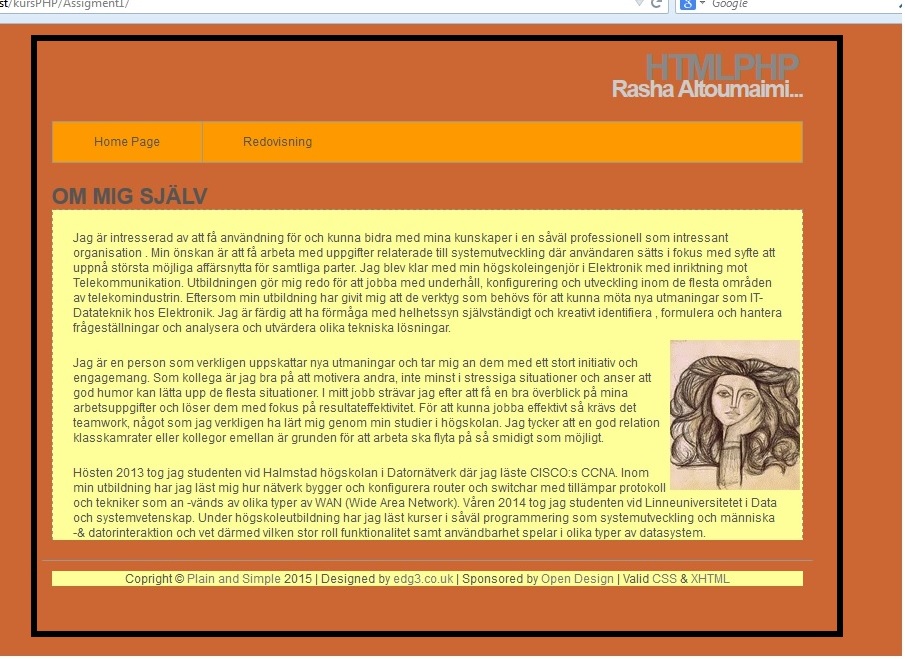 st/kursPHP/Assigment1/
Google
HTMLPHP
Rasha Altoumaimi...
Home Page
Redovisning
OM MIG SJÄLV
Jag är intresserad av att få användning för och kunna bidra med mina kunskaper i en såväl professionell som intressant
organisation . Min önskan är att få arbeta med uppgifter relaterade till systemutveckling där användaren sätts i fokus med syfte att
uppnå största möjliga affärsnytta för samtliga parter. Jag blev klar med min högskoleingenjör i Elektronik med inriktning mot
Telekommunikation. Utbildningen gör mig redo för att jobba med underhåll, konfigurering och utveckling inom de flesta områden
av telekomindustrin. Eftersom min utbildning har givit mig att de verktyg som behövs för att kunna möta nya utmaningar som IT-
Datateknik hos Elektronik. Jag är färdig att ha förmåga med helhetssyn självständigt och kreativt identifiera , formulera och hantera
frågeställningar och analysera och utvärdera olika tekniska lösningar.
Jag är en person som verkligen uppskattar nya utmaningar och tar mig an dem med ett stort initiativ och
engagemang. Som kollega är jag bra på att motivera andra, inte minst i stressiga situationer och anser att
god humor kan lätta upp de flesta situationer. I mitt jobb strävar jag efter att få en bra överblick på mina
arbetsuppgifter och löser dem med fokus på resultateffektivitet. För att kunna jobba effektivt så krävs det
teamwork, något som jag verkligen ha lärt mig genom min studier i högskolan. Jag tycker att en god relation
klasskamrater eller kollegor emellan är grunden för att arbeta ska flyta på så smidigt som möjligt.
Hösten 2013 tog jag studenten vid Halmstad högskolan i Datornätverk där jag läste CISCO:s CCNA. Inom
min utbildning har jag läst mig hur nätverk bygger och konfigurera router och switchar med tillämpar protokoll
och tekniker som an -vänds av olika typer av WAN (Wide Area Network). Våren 2014 tog jag studenten vid Linneuniversitetet i Data
och systemvetenskap. Under högskoleutbildning har jag läst kurser i såväl programmering som systemutveckling och människa
-& datorinteraktion och vet därmed vilken stor roll funktionalitet samt användbarhet spelar i olika typer av datasystem.
Copright © Plain and Simple 2015 | Designed by edg3.co.uk | Sponsored by Open Design | Valid CSS & XHTML